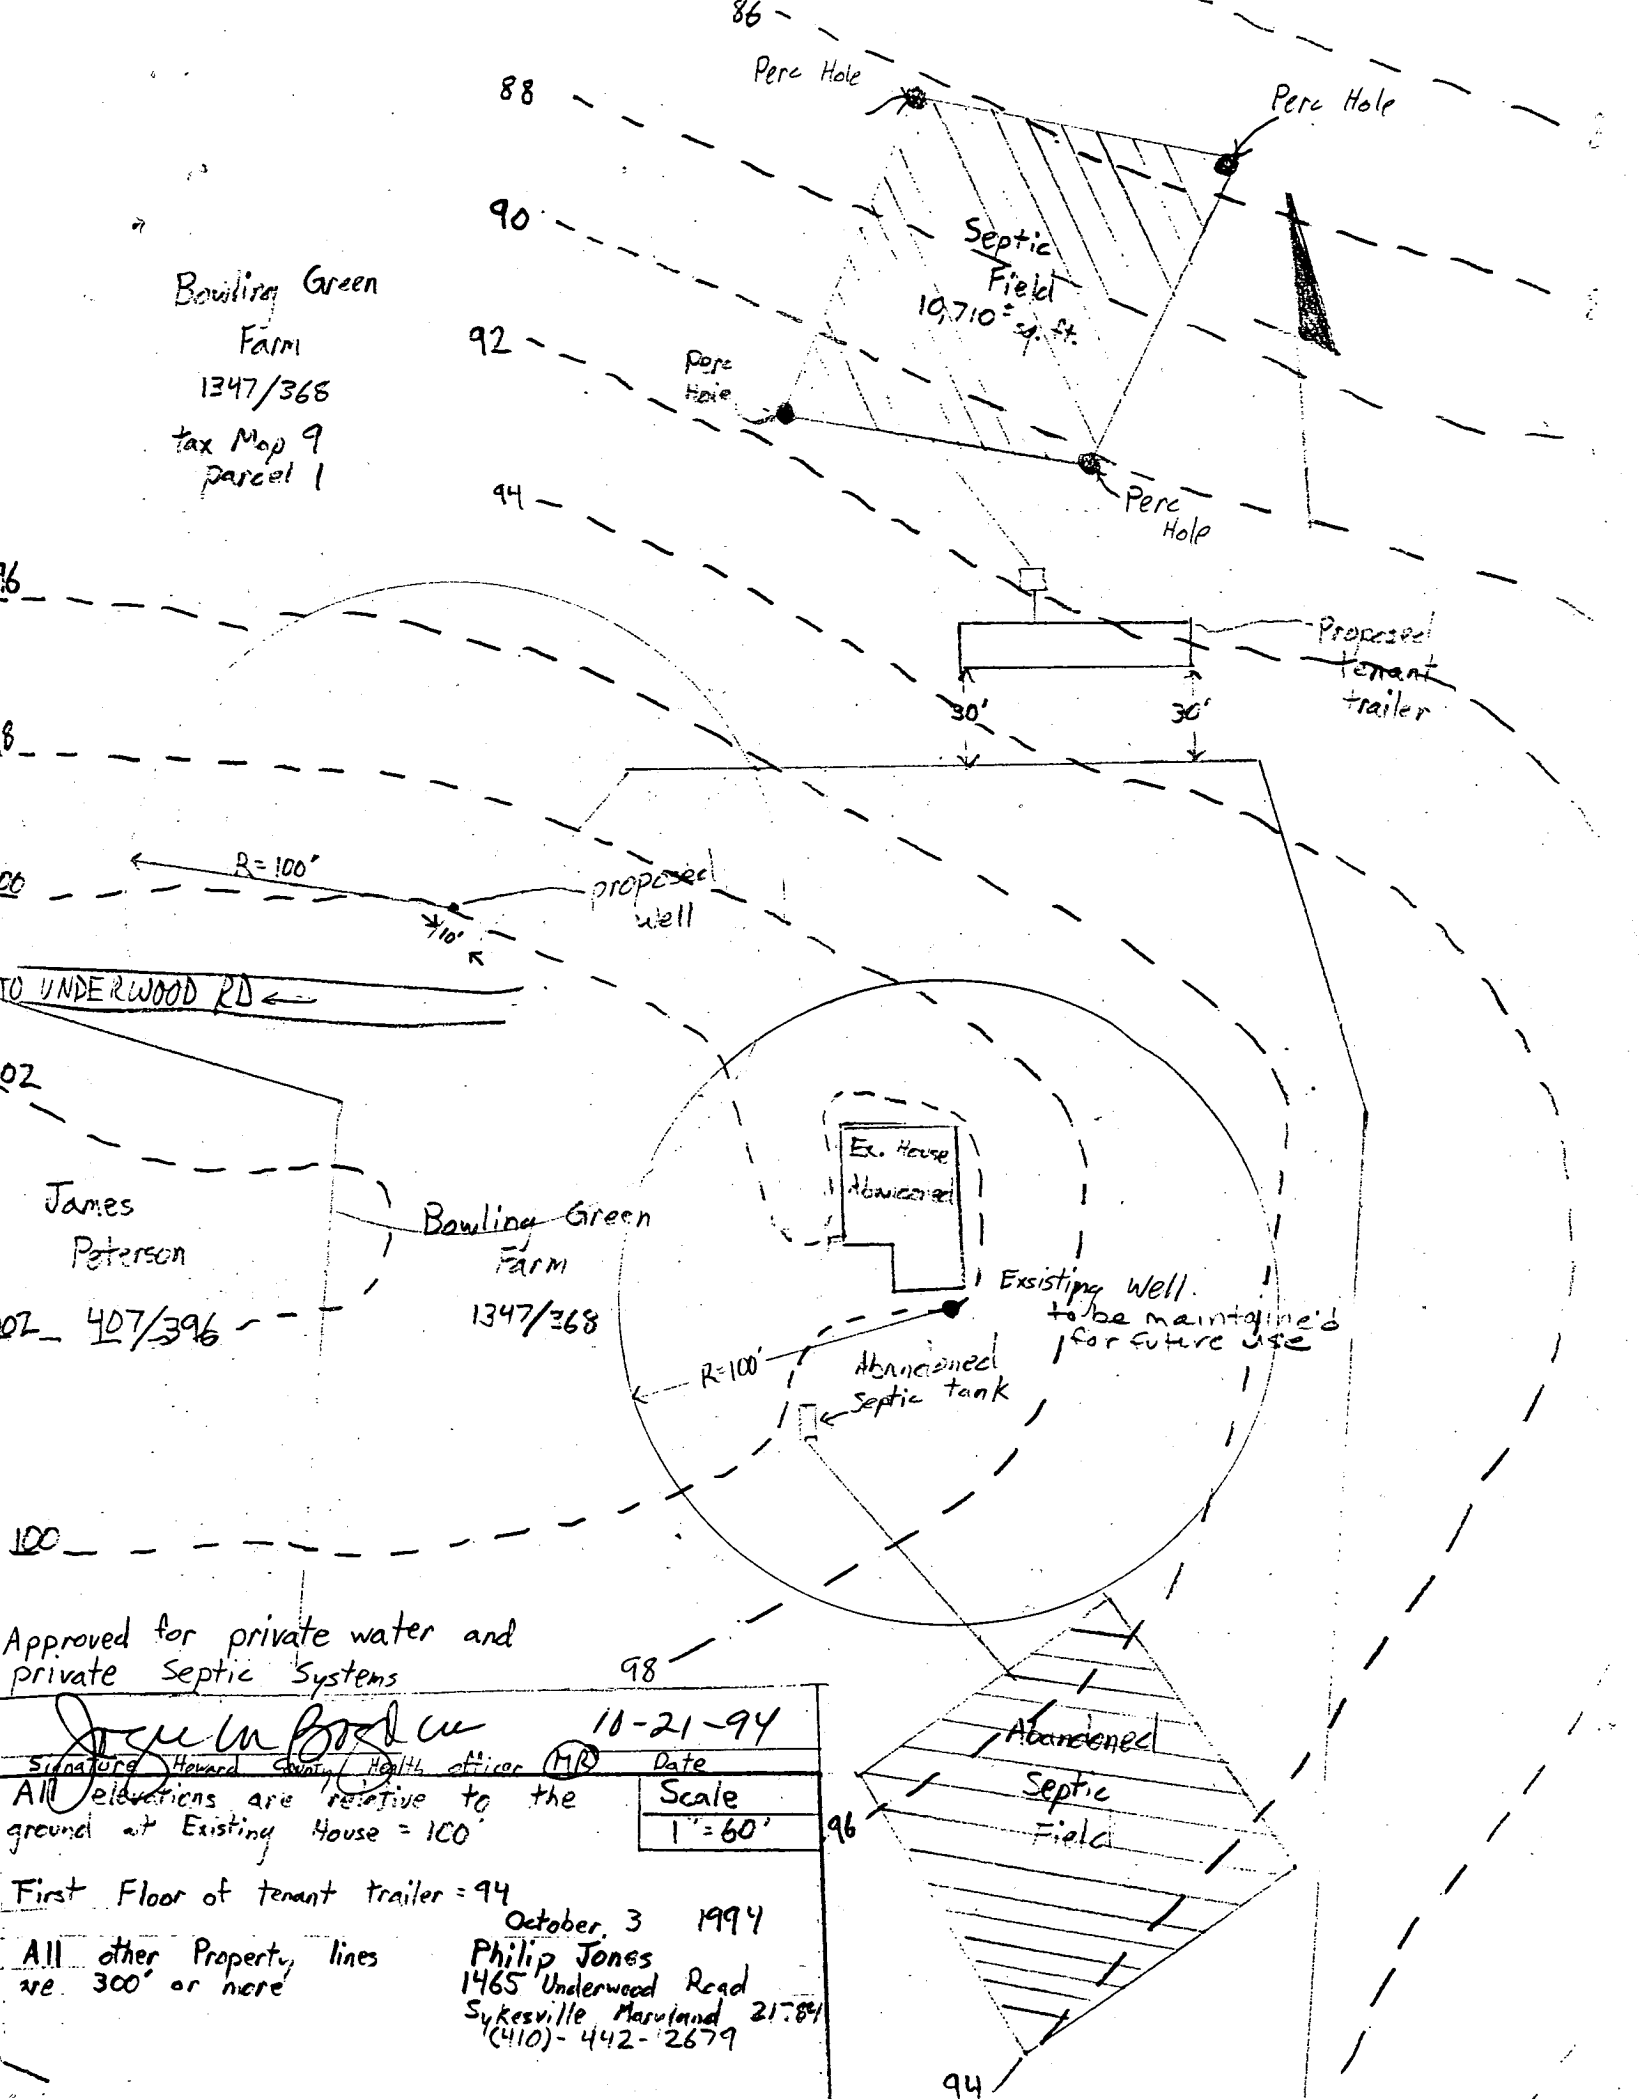 86
Perc Hole
88
Perc Hole
90
Septic
Field
10,710± sq. ft.
Bowling Green
Farm
1347/368
tax Map 9
parcel 1
92
Perc
Hole
94
Perc
Hole
96
Proposed
tenant
trailer
30'
30'
8
R=100'
proposed
well
00
10'
TO UNDERWOOD RD
02
Ex. House
Abandoned
James
Peterson
407/396
02
Bowling Green
Farm
1347/368
Exsisting Well
to be maintaine'd
for future use
R=100'
Abandoned
Septic tank
100
Approved for private water and
private Septic Systems
98
10-21-94
Signature Howard County Health officer MR Date
All elevations are relative to the
ground at Existing House = 100'
Scale
1"=60'
96
Abandoned
Septic
Field
First Floor of tenant trailer = 94
October, 3 1994
All other Property lines
are 300' or more
Philip Jones
1465 Underwood Road
Sykesville Maryland
(410)-442-2679
94